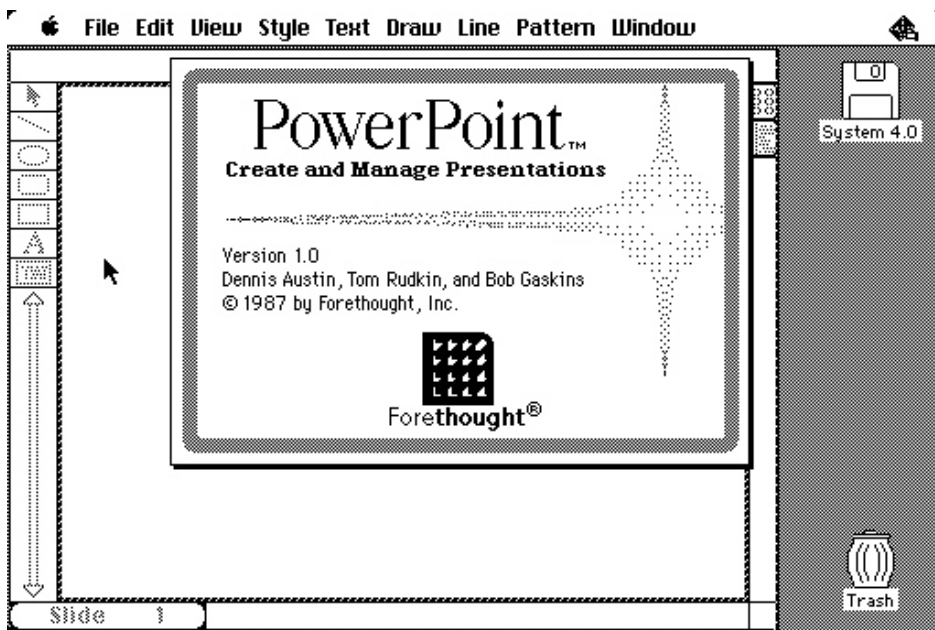 File Edit View Style Text Draw Line Pattern Window
PowerPoint™
Create and Manage Presentations
Version 1.0
Dennis Austin, Tom Rudkin, and Bob Gaskins
© 1987 by Forethought, Inc.
Forethought®
0
System 4.0
A
Trash
Slide 1